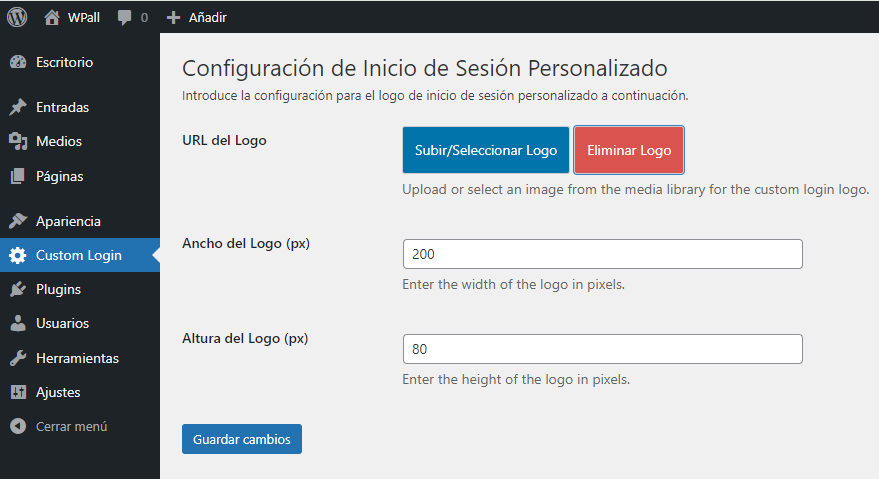 WPall 0 Añadir
Escritorio
Entradas
Medios
Páginas
Apariencia
Custom Login
Plugins
Usuarios
Herramientas
Ajustes
Cerrar menú
Configuración de Inicio de Sesión Personalizado
Introduce la configuración para el logo de inicio de sesión personalizado a continuación.
URL del Logo
Subir/Seleccionar Logo Eliminar Logo
Upload or select an image from the media library for the custom login logo.
Ancho del Logo (px)
200
Enter the width of the logo in pixels.
Altura del Logo (px)
80
Enter the height of the logo in pixels.
Guardar cambios